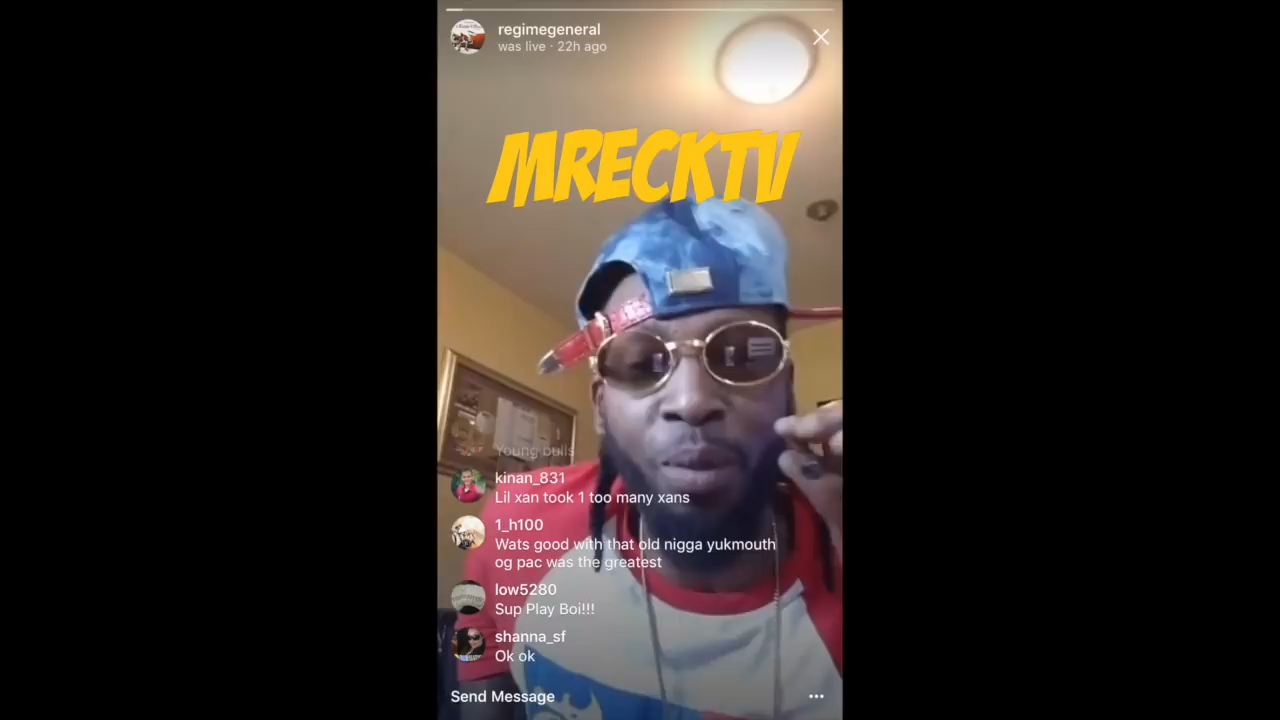 regimegeneral
was live · 22h ago
MRECKTV
Young bulls
kinan_831
Lil xan took 1 too many xans
1_h100
Wats good with that old nigga yukmouth
og pac was the greatest
low5280
Sup Play Boi!!!
shanna_sf
Ok ok
Send Message